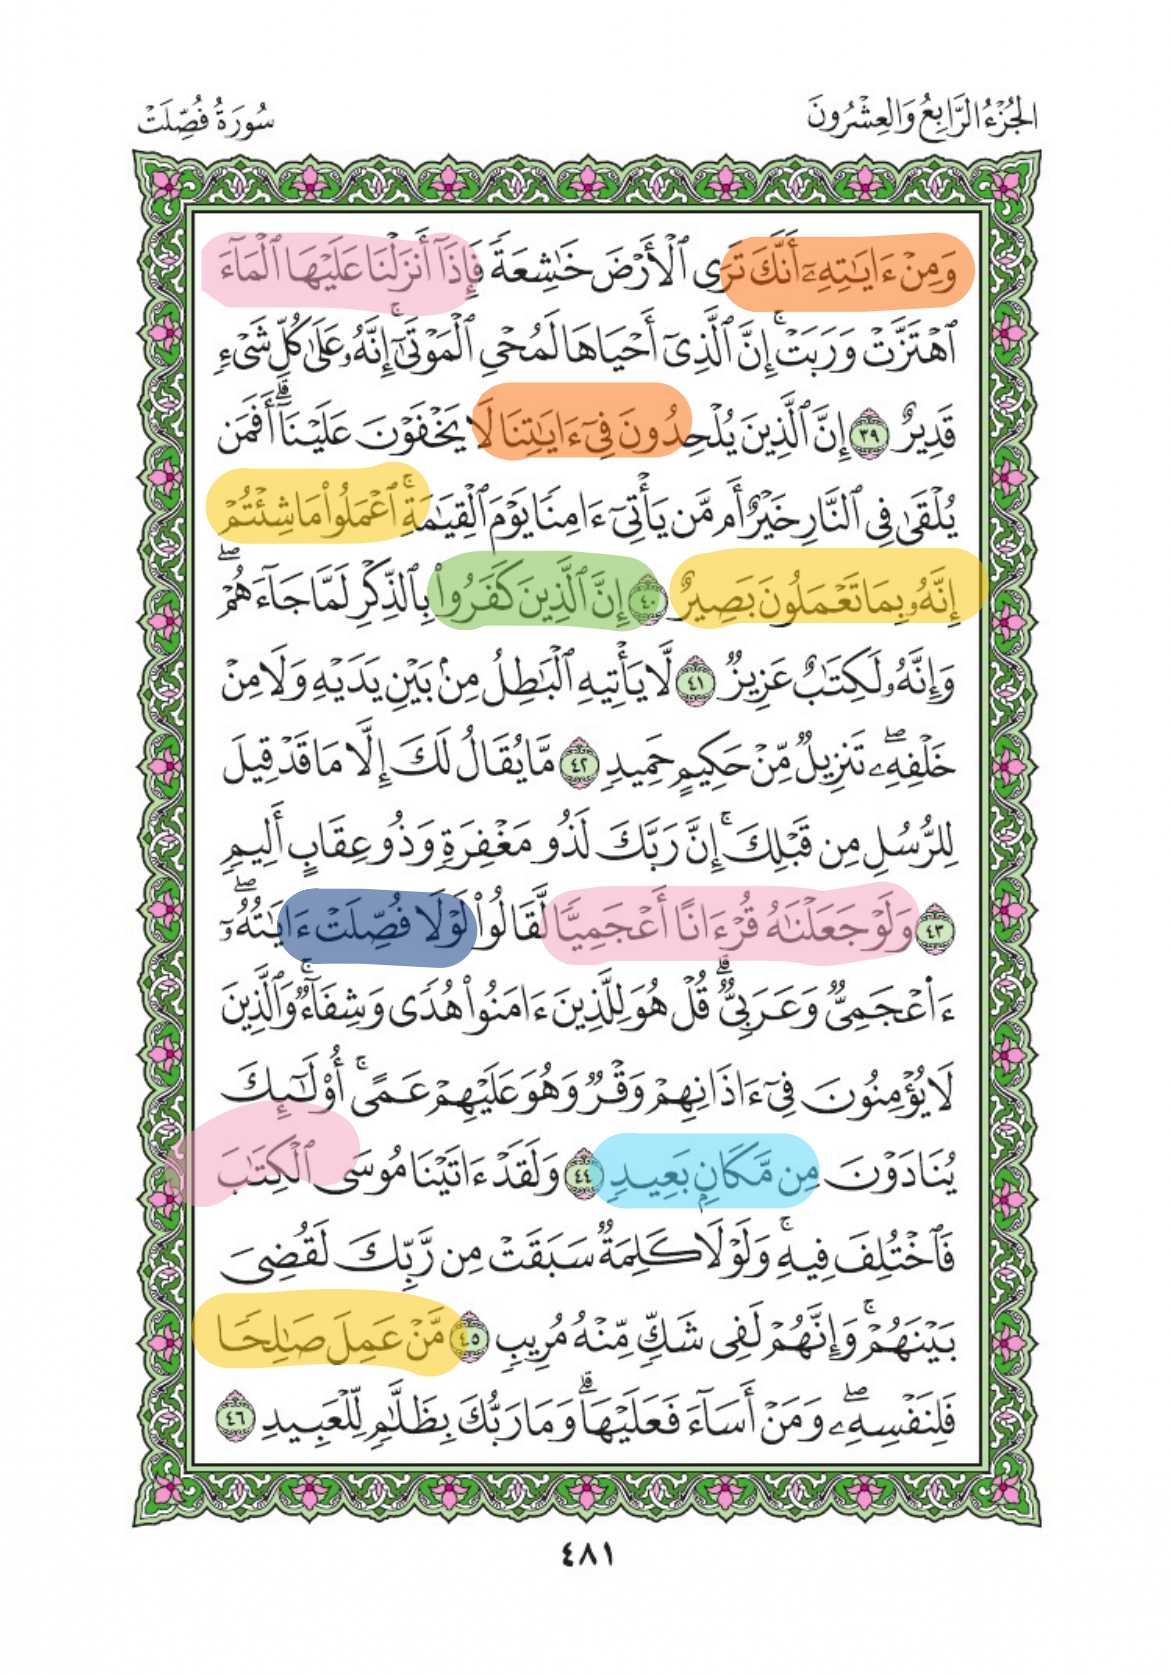 الجُزْءُ الرَّابِعُ وَالعِشْرُونَ
سُورَةُ فُصِّلَتْ
وَمِنْ ءَايَٰتِهِۦٓ أَنَّكَ تَرَى ٱلْأَرْضَ خَٰشِعَةً فَإِذَآ أَنزَلْنَا عَلَيْهَا ٱلْمَآءَ
ٱهْتَزَّتْ وَرَبَتْ ۚ إِنَّ ٱلَّذِىٓ أَحْيَاهَا لَمُحْىِ ٱلْمَوْتَىٰٓ ۚ إِنَّهُۥ عَلَىٰ كُلِّ شَىْءٍ
قَدِيرٌ ٣٩ إِنَّ ٱلَّذِينَ يُلْحِدُونَ فِىٓ ءَايَٰتِنَا لَا يَخْفَوْنَ عَلَيْنَآ ۗ أَفَمَن
يُلْقَىٰ فِى ٱلنَّارِ خَيْرٌ أَم مَّن يَأْتِىٓ ءَامِنًا يَوْمَ ٱلْقِيَٰمَةِ ۚ ٱعْمَلُوا۟ مَا شِئْتُمْ ۖ
إِنَّهُۥ بِمَا تَعْمَلُونَ بَصِيرٌ ٤٠ إِنَّ ٱلَّذِينَ كَفَرُوا۟ بِٱلذِّكْرِ لَمَّا جَآءَهُمْ ۖ
وَإِنَّهُۥ لَكِتَٰبٌ عَزِيزٌ ٤١ لَّا يَأْتِيهِ ٱلْبَٰطِلُ مِنۢ بَيْنِ يَدَيْهِ وَلَا مِنْ
خَلْفِهِۦ ۖ تَنزِيلٌ مِّنْ حَكِيمٍ حَمِيدٍ ٤٢ مَّا يُقَالُ لَكَ إِلَّا مَا قَدْ قِيلَ
لِلرُّسُلِ مِن قَبْلِكَ ۚ إِنَّ رَبَّكَ لَذُو مَغْفِرَةٍ وَذُو عِقَابٍ أَلِيمٍ
٤٣ وَلَوْ جَعَلْنَٰهُ قُرْءَانًا أَعْجَمِيًّا لَّقَالُوا۟ لَوْلَا فُصِّلَتْ ءَايَٰتُهُۥٓ ۖ
ءَا۬عْجَمِىٌّ وَعَرَبِىٌّ ۗ قُلْ هُوَ لِلَّذِينَ ءَامَنُوا۟ هُدًى وَشِفَآءٌ ۖ وَٱلَّذِينَ
لَا يُؤْمِنُونَ فِىٓ ءَاذَانِهِمْ وَقْرٌ وَهُوَ عَلَيْهِمْ عَمًى ۚ أُو۟لَٰٓئِكَ
يُنَادَوْنَ مِن مَّكَانٍۭ بَعِيدٍ ٤٤ وَلَقَدْ ءَاتَيْنَا مُوسَى ٱلْكِتَٰبَ
فَٱخْتُلِفَ فِيهِ ۚ وَلَوْلَا كَلِمَةٌ سَبَقَتْ مِن رَّبِّكَ لَقُضِىَ
بَيْنَهُمْ ۚ وَإِنَّهُمْ لَفِى شَكٍّ مِّنْهُ مُرِيبٍ ٤٥ مَّنْ عَمِلَ صَٰلِحًا
فَلِنَفْسِهِۦ ۖ وَمَنْ أَسَآءَ فَعَلَيْهَا ۗ وَمَا رَبُّكَ بِظَلَّٰمٍ لِّلْعَبِيدِ ٤٦
٤٨١